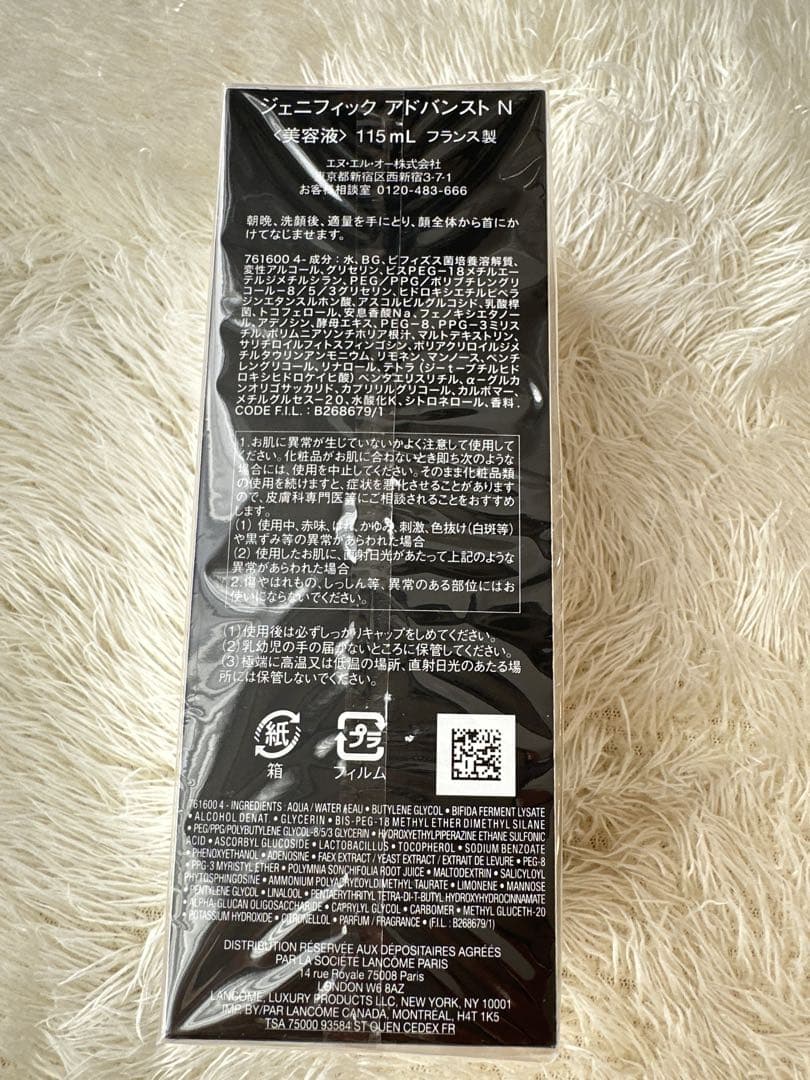 ジェニフィック アドバンスト N
〈美容液〉 115mL フランス製
エヌ・エル・オー株式会社
東京都新宿区西新宿3-7-1
お客様相談室 0120-483-666
朝晩、洗顔後、適量を手にとり、顔全体から首にか
けてなじませます。
761600 4- 成分：水、BG、ビフィズス菌培養溶解質、
変性アルコール、グリセリン、ビスPEG-18メチルエー
テルジメチルシラン、PEG／PPG／ポリブチレングリ
コール-8／5／3グリセリン、ヒドロキシエチルピペラ
ジンエタンスルホン酸、アスコルビルグルコシド、乳酸桿
菌、トコフェロール、安息香酸Na、フェノキシエタノー
ル、アデノシン、酵母エキス、PEG-8、PPG-3ミリス
チル、ポリムニアソンチホリア根汁、マルトデキストリン、
サリチロイルフィトスフィンゴシン、ポリアクリロイルジメ
チルタウリンアンモニウム、リモネン、マンノース、ペンチ
レングリコール、リナロール、テトラ（ジ-t-ブチルヒド
ロキシヒドロケイヒ酸）ペンタエリスリチル、α-グルカ
ンオリゴサッカリド、カプリリルグリコール、カルボマー、
メチルグルセス-20、水酸化K、シトロネロール、香料．
CODE F.I.L. : B268679/1
1. お肌に異常が生じていないかよく注意して使用して
ください。化粧品がお肌に合わないとき即ち次のような
場合には、使用を中止してください。そのまま化粧品類
の使用を続けますと、症状を悪化させることがあります
ので、皮膚科専門医等にご相談されることをおすすめ
します。
（1）使用中、赤味、はれ、かゆみ、刺激、色抜け（白斑等）
や黒ずみ等の異常があらわれた場合
（2）使用したお肌に、直射日光があたって上記のような
異常があらわれた場合
2. 傷やはれもの、しっしん等、異常のある部位にはお
使いにならないでください。
（1）使用後は必ずしっかりキャップをしめてください。
（2）乳幼児の手の届かないところに保管してください。
（3）極端に高温又は低温の場所、直射日光のあたる場
所には保管しないでください。
紙 プラ
箱 フィルム
761600 4 - INGREDIENTS : AQUA / WATER / EAU • BUTYLENE GLYCOL • BIFIDA FERMENT LYSATE
• ALCOHOL DENAT. • GLYCERIN • BIS-PEG-18 METHYL ETHER DIMETHYL SILANE
• PEG/PPG/POLYBUTYLENE GLYCOL-8/5/3 GLYCERIN • HYDROXYETHYLPIPERAZINE ETHANE SULFONIC
ACID • ASCORBYL GLUCOSIDE • LACTOBACILLUS • TOCOPHEROL • SODIUM BENZOATE
• PHENOXYETHANOL • ADENOSINE • FAEX EXTRACT / YEAST EXTRACT / EXTRAIT DE LEVURE • PEG-8
• PPG-3 MYRISTYL ETHER • POLYMNIA SONCHIFOLIA ROOT JUICE • MALTODEXTRIN • SALICYLOYL
PHYTOSPHINGOSINE • AMMONIUM POLYACRYLOYLDIMETHYL TAURATE • LIMONENE • MANNOSE
• PENTYLENE GLYCOL • LINALOOL • PENTAERYTHRITYL TETRA-DI-T-BUTYL HYDROXYHYDROCINNAMATE
• ALPHA-GLUCAN OLIGOSACCHARIDE • CAPRYLYL GLYCOL • CARBOMER • METHYL GLUCETH-20
• POTASSIUM HYDROXIDE • CITRONELLOL • PARFUM / FRAGRANCE • (F.I.L. : B268679/1)
DISTRIBUTION RÉSERVÉE AUX DÉPOSITAIRES AGRÉÉS
PAR LA SOCIÉTÉ LANCÔME PARIS
14 rue Royale 75008 Paris
LONDON W6 8AZ
LANCOME, LUXURY PRODUCTS LLC, NEW YORK, NY 10001
IMP. BY/PAR LANCÔME CANADA, MONTRÉAL, H4T 1K5
TSA 75000 93584 ST OUEN CEDEX FR